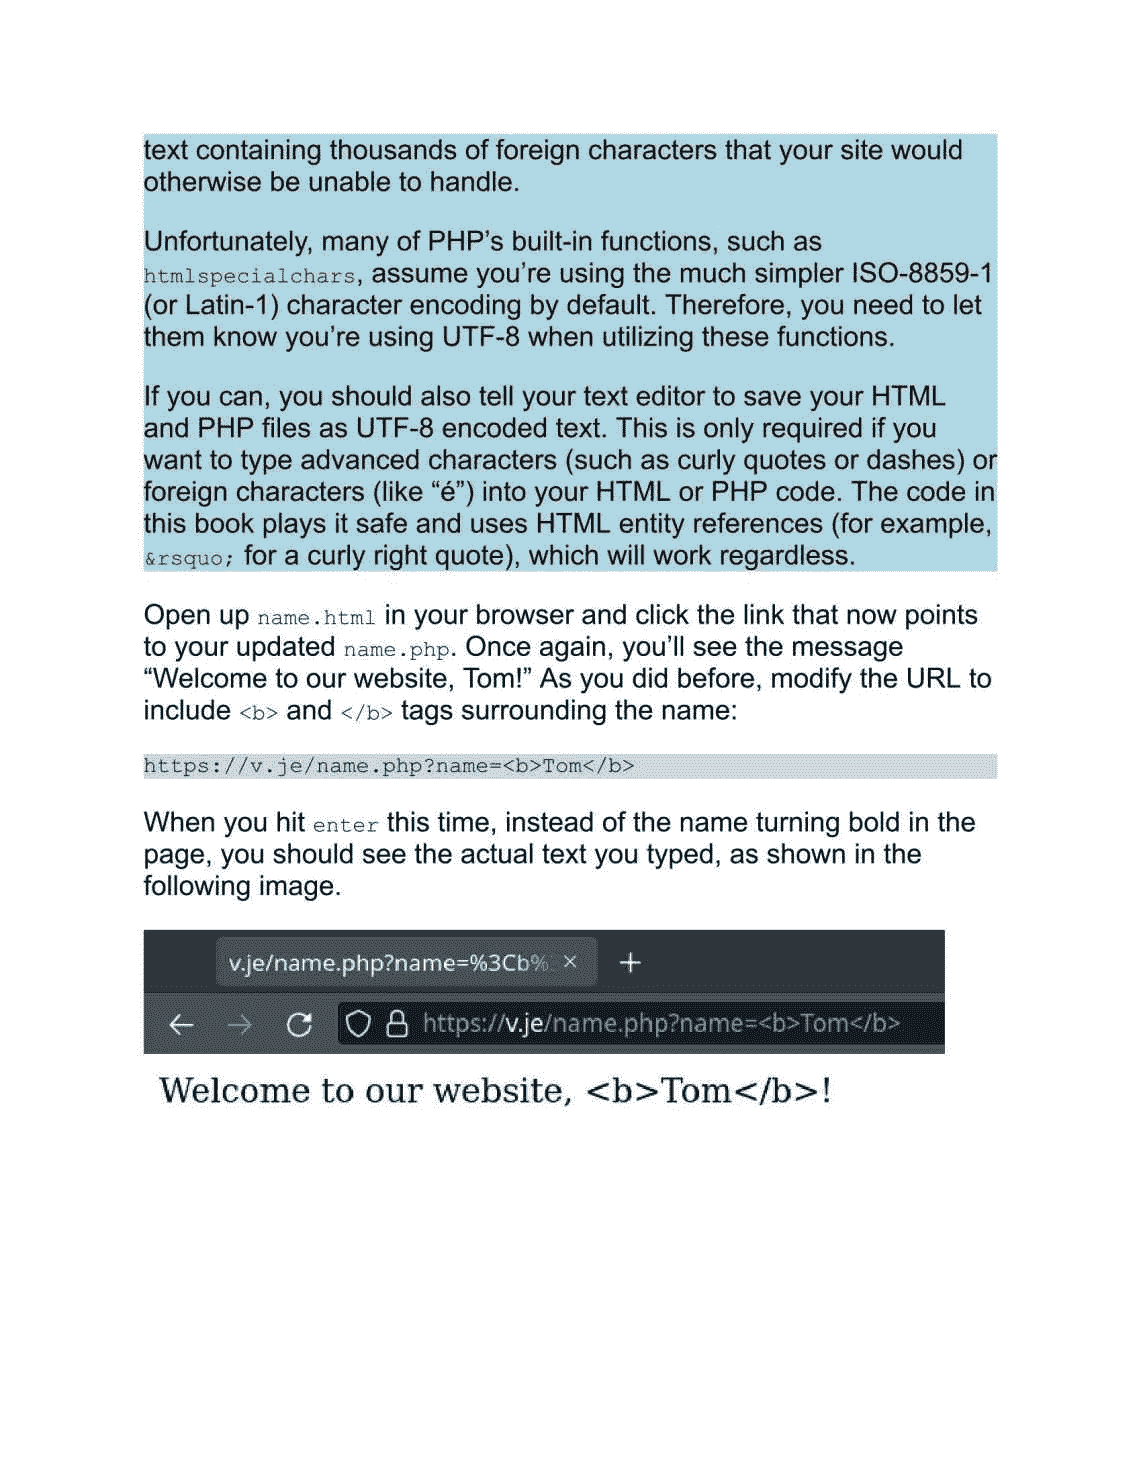 text containing thousands of foreign characters that your site would
otherwise be unable to handle.
Unfortunately, many of PHP’s built-in functions, such as
htmlspecialchars, assume you’re using the much simpler ISO-8859-1
(or Latin-1) character encoding by default. Therefore, you need to let
them know you’re using UTF-8 when utilizing these functions.
If you can, you should also tell your text editor to save your HTML
and PHP files as UTF-8 encoded text. This is only required if you
want to type advanced characters (such as curly quotes or dashes) or
foreign characters (like “é”) into your HTML or PHP code. The code in
this book plays it safe and uses HTML entity references (for example,
&rsquo; for a curly right quote), which will work regardless.
Open up name.html in your browser and click the link that now points
to your updated name.php. Once again, you’ll see the message
“Welcome to our website, Tom!” As you did before, modify the URL to
include <b> and </b> tags surrounding the name:
https://v.je/name.php?name=<b>Tom</b>
When you hit enter this time, instead of the name turning bold in the
page, you should see the actual text you typed, as shown in the
following image.
v.je/name.php?name=%3Cb%
https://v.je/name.php?name=<b>Tom</b>
Welcome to our website, <b>Tom</b>!